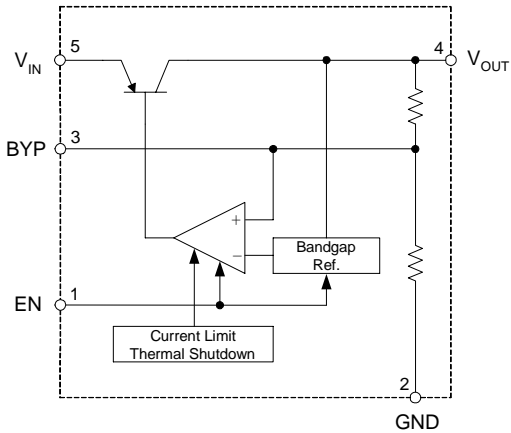 5
V_IN
4
V_OUT
3
BYP
+
−
Bandgap
Ref.
1
EN
Current Limit
Thermal Shutdown
2
GND